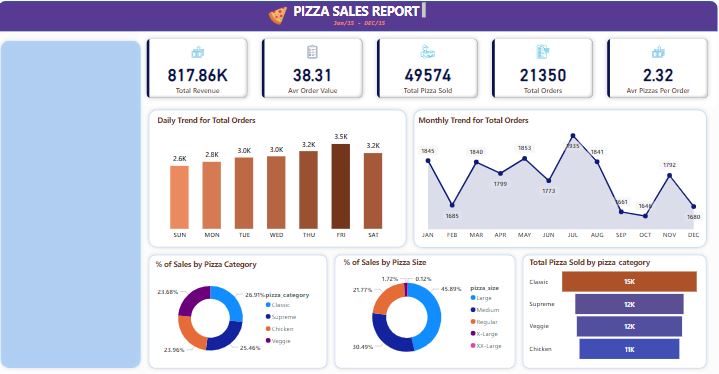 PIZZA SALES REPORT
Jan/15 - DEC/15
817.86K
Total Revenue
38.31
Avr Order Value
49574
Total Pizza Sold
21350
Total Orders
2.32
Avr Pizzas Per Order
Daily Trend for Total Orders
2.6K
2.8K
3.0K
3.0K
3.2K
3.5K
3.2K
SUN MON TUE WED THU FRI SAT
Monthly Trend for Total Orders
1845
1685
1840
1799
1853
1773
1935
1841
1661
1646
1792
1680
JAN FEB MAR APR MAY JUN JUL AUG SEP OCT NOV DEC
% of Sales by Pizza Category
23.68%
26.91%
23.96%
25.46%
pizza_category
Classic
Supreme
Chicken
Veggie
% of Sales by Pizza Size
1.72%
0.12%
21.77%
45.89%
30.49%
pizza_size
Large
Medium
Regular
X-Large
XX-Large
Total Pizza Sold by pizza category
Classic 15K
Supreme 12K
Veggie 12K
Chicken 11K